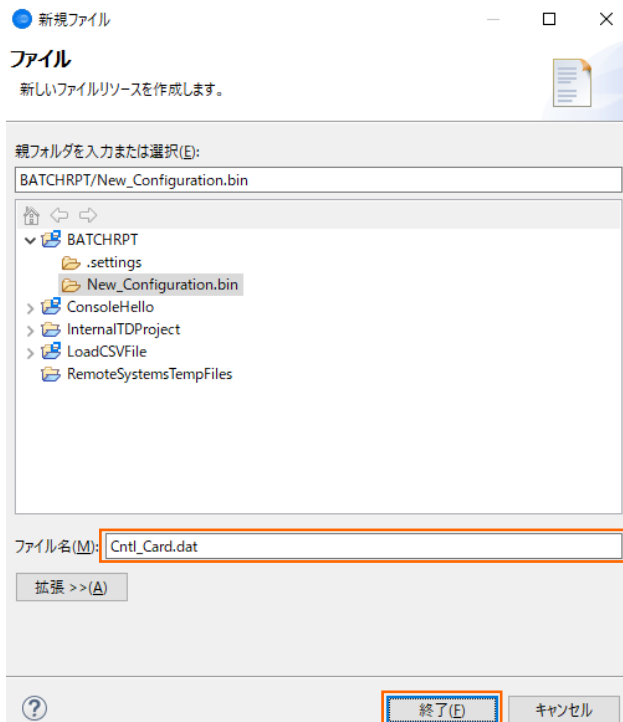 新規ファイル
ファイル
新しいファイルリソースを作成します。
親フォルダを入力または選択(E):
BATCHRPT/New_Configuration.bin
BATCHRPT
.settings
New_Configuration.bin
ConsoleHello
InternalTDProject
LoadCSVFile
RemoteSystemsTempFiles
ファイル名(M): Cntl_Card.dat
拡張 >>(A)
終了(F) キャンセル